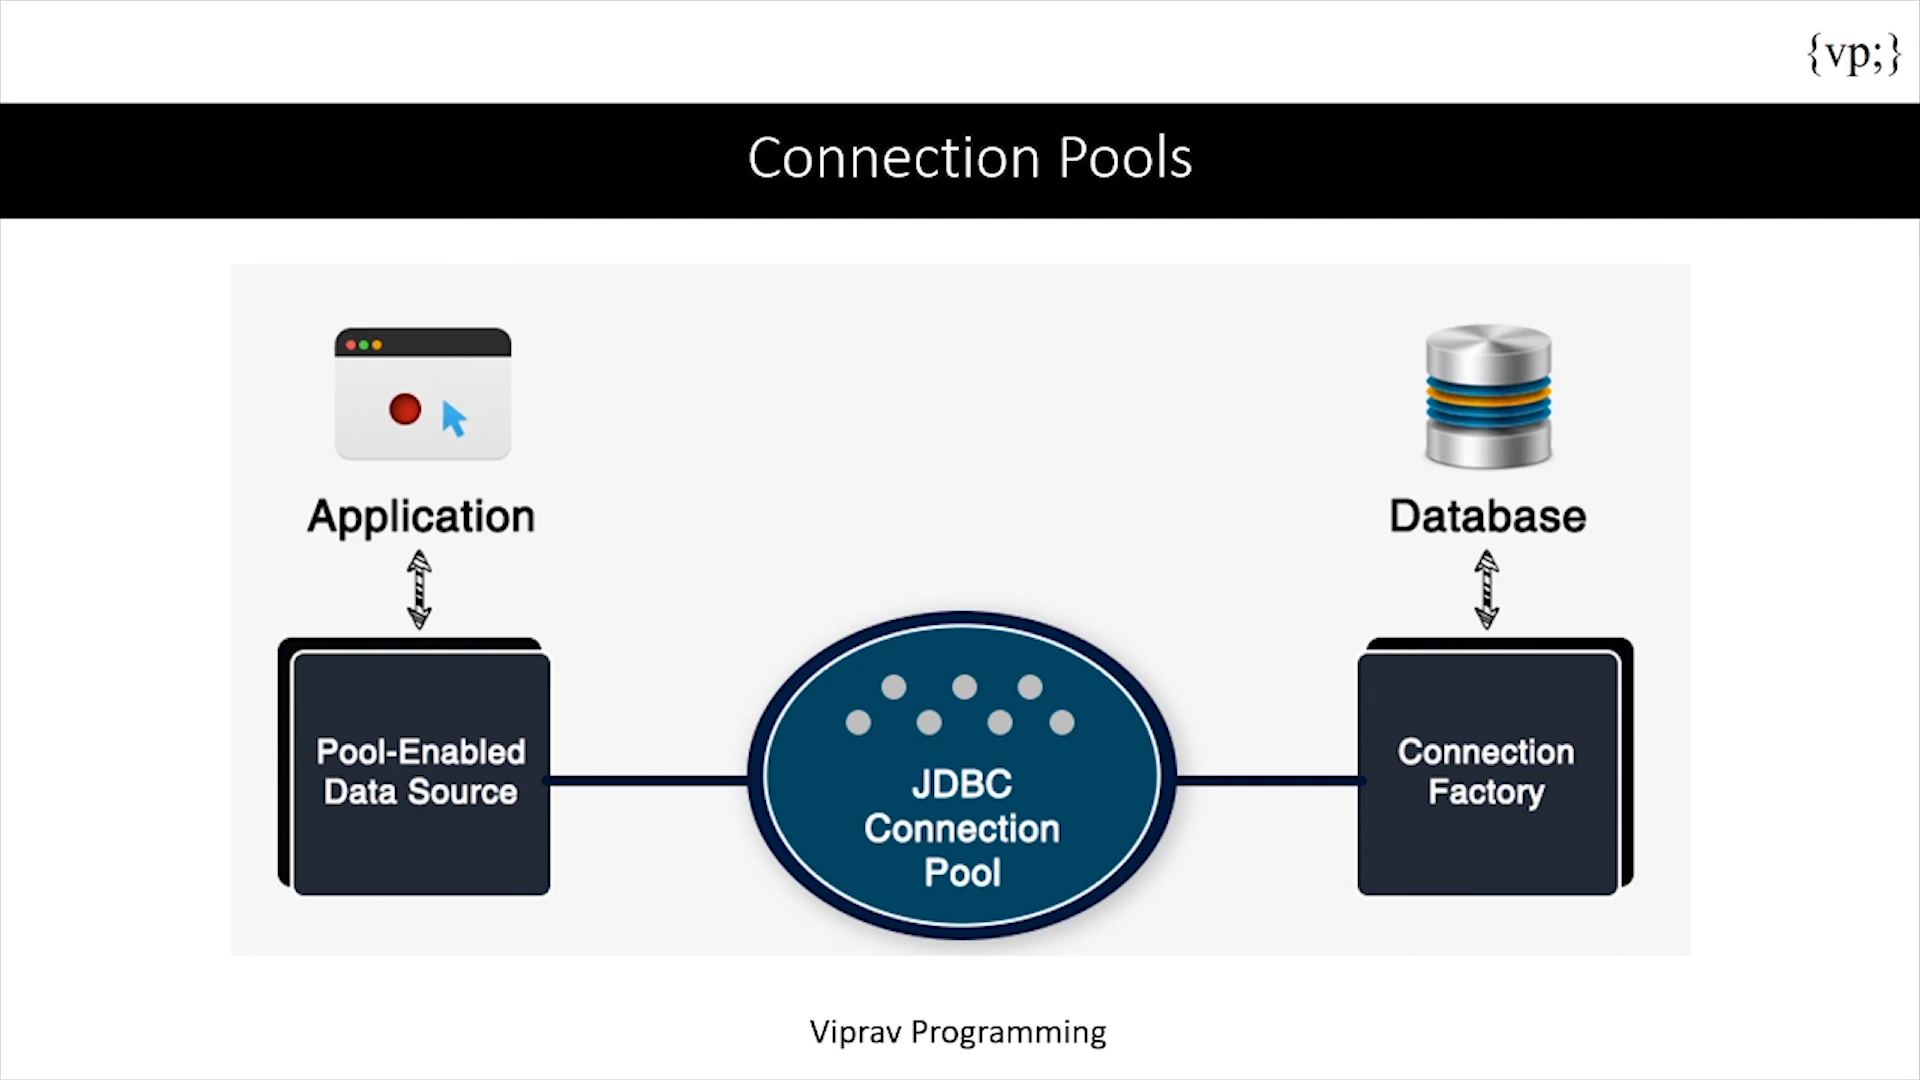 {vp;}
Connection Pools
Application
Database
Pool-Enabled
Data Source
JDBC
Connection
Pool
Connection
Factory
Viprav Programming